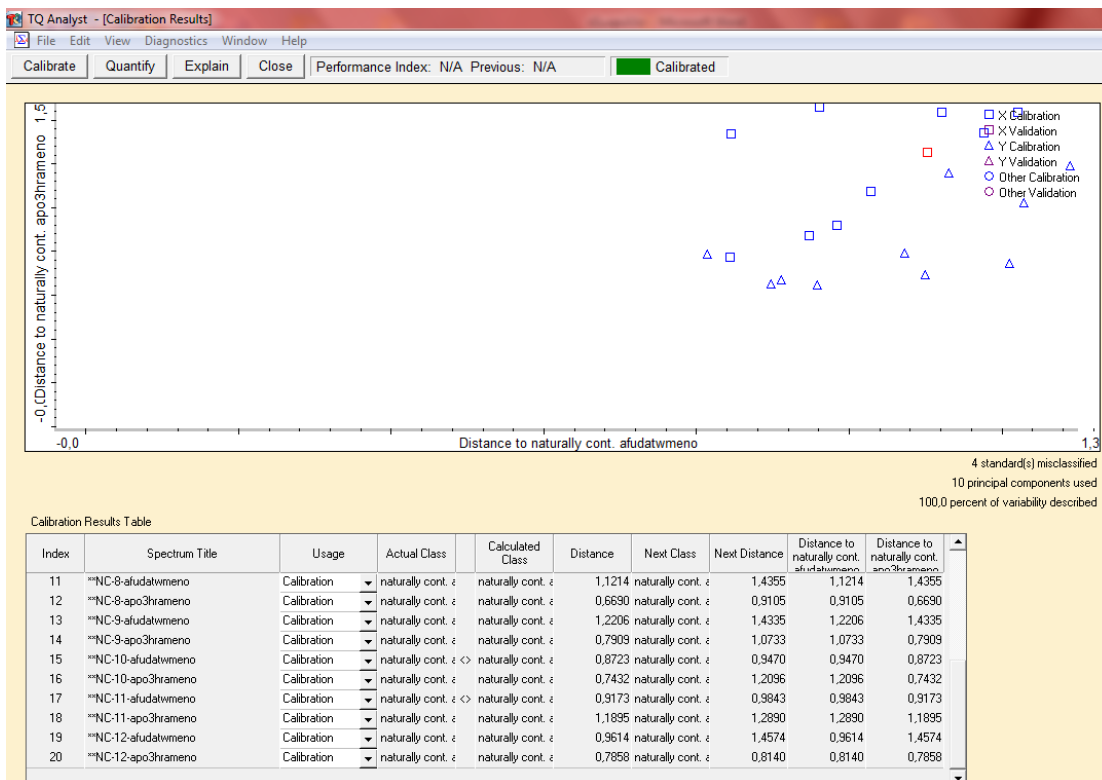 TQ Analyst - [Calibration Results]
File Edit View Diagnostics Window Help
Calibrate Quantify Explain Close Performance Index: N/A Previous: N/A Calibrated
1,5
Distance to naturally cont. apo3hrameno
X Calibration
X Validation
Y Calibration
Y Validation
Other Calibration
Other Validation
-0,0 Distance to naturally cont. afudatwmeno 1,3
4 standard(s) misclassified
10 principal components used
100,0 percent of variability described
Calibration Results Table
Index Spectrum Title Usage Actual Class Calculated Class Distance Next Class Next Distance Distance to naturally cont. afudatwmeno Distance to naturally cont. apo3hrameno
11 **NC-8-afudatwmeno Calibration naturally cont. a naturally cont. a 1,1214 naturally cont. a 1,4355 1,1214 1,4355
12 **NC-8-apo3hrameno Calibration naturally cont. a naturally cont. a 0,6690 naturally cont. a 0,9105 0,9105 0,6690
13 **NC-9-afudatwmeno Calibration naturally cont. a naturally cont. a 1,2206 naturally cont. a 1,4335 1,2206 1,4335
14 **NC-9-apo3hrameno Calibration naturally cont. a naturally cont. a 0,7909 naturally cont. a 1,0733 1,0733 0,7909
15 **NC-10-afudatwmeno Calibration naturally cont. a <> naturally cont. a 0,8723 naturally cont. a 0,9470 0,9470 0,8723
16 **NC-10-apo3hrameno Calibration naturally cont. a naturally cont. a 0,7432 naturally cont. a 1,2096 1,2096 0,7432
17 **NC-11-afudatwmeno Calibration naturally cont. a <> naturally cont. a 0,9173 naturally cont. a 0,9843 0,9843 0,9173
18 **NC-11-apo3hrameno Calibration naturally cont. a naturally cont. a 1,1895 naturally cont. a 1,2890 1,2890 1,1895
19 **NC-12-afudatwmeno Calibration naturally cont. a naturally cont. a 0,9614 naturally cont. a 1,4574 0,9614 1,4574
20 **NC-12-apo3hrameno Calibration naturally cont. a naturally cont. a 0,7858 naturally cont. a 0,8140 0,8140 0,7858